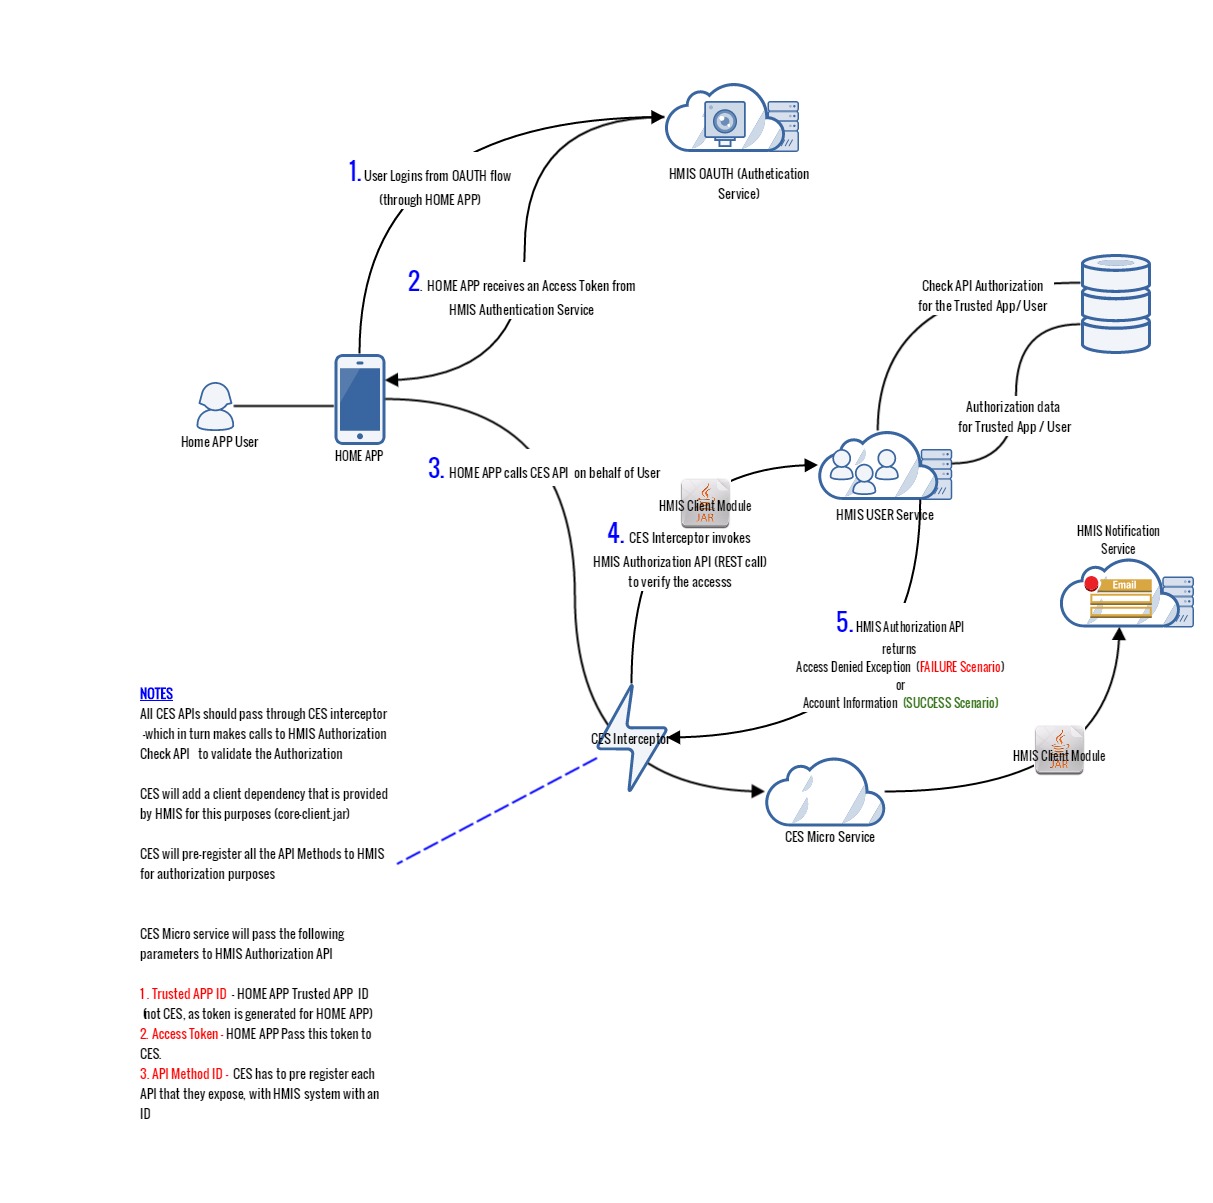 HMIS OAUTH (Authetication
Service)
1. User Logins from OAUTH flow
(through HOME APP)
2. HOME APP receives an Access Token from
HMIS Authentication Service
Check API Authorization
for the Trusted App/ User
Authorization data
for Trusted App / User
Home APP User
HOME APP
3. HOME APP calls CES API on behalf of User
HMIS Client Module
JAR
HMIS USER Service
4. CES Interceptor invokes
HMIS Authorization API (REST call)
to verify the accesss
HMIS Notification
Service
Email
5. HMIS Authorization API
returns
Access Denied Exception (FAILURE Scenario)
or
Account Information (SUCCESS Scenario)
CES Interceptor
HMIS Client Module
JAR
CES Micro Service
NOTES
All CES APIs should pass through CES interceptor
-which in turn makes calls to HMIS Authorization
Check API to validate the Authorization
CES will add a client dependency that is provided
by HMIS for this purposes (core-client.jar)
CES will pre-register all the API Methods to HMIS
for authorization purposes
CES Micro service will pass the following
parameters to HMIS Authorization API
1. Trusted APP ID - HOME APP Trusted APP ID
(not CES, as token is generated for HOME APP)
2. Access Token - HOME APP Pass this token to
CES.
3. API Method ID - CES has to pre register each
API that they expose, with HMIS system with an
ID